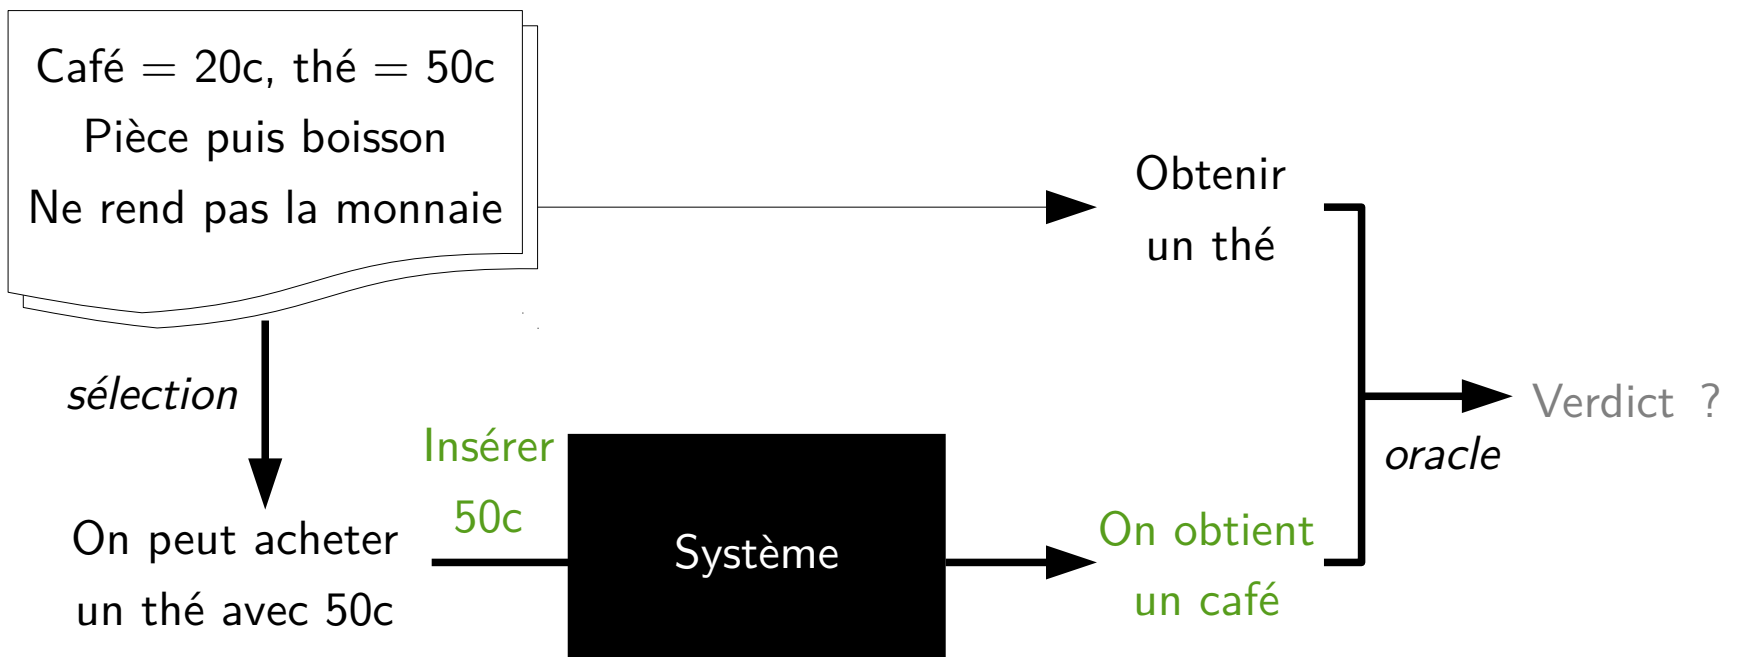 Café = 20c, thé = 50c
Pièce puis boisson
Ne rend pas la monnaie
Obtenir
un thé
sélection
Verdict ?
oracle
Insérer
50c
On peut acheter
un thé avec 50c
Système
On obtient
un café